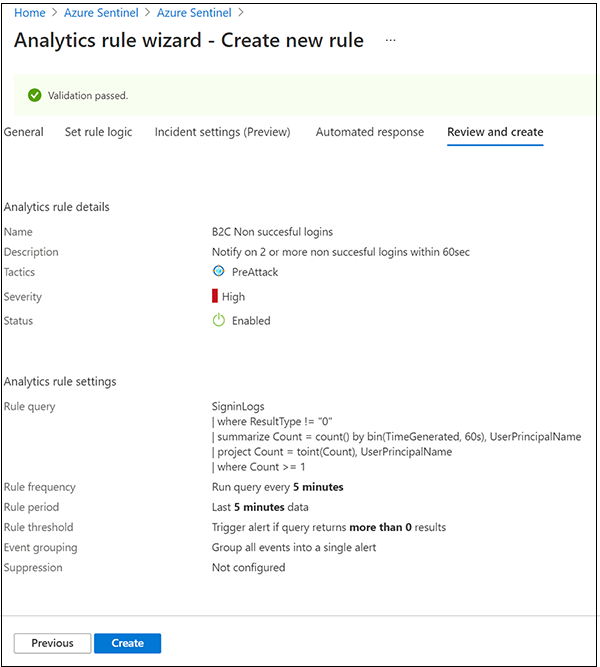 Home > Azure Sentinel > Azure Sentinel >
Analytics rule wizard - Create new rule ...
Validation passed.
General Set rule logic Incident settings (Preview) Automated response Review and create
Analytics rule details
Name B2C Non succesful logins
Description Notify on 2 or more non succesful logins within 60sec
Tactics PreAttack
Severity High
Status Enabled
Analytics rule settings
Rule query SigninLogs
| where ResultType != "0"
| summarize Count = count() by bin(TimeGenerated, 60s), UserPrincipalName
| project Count = toint(Count), UserPrincipalName
| where Count >= 1
Rule frequency Run query every 5 minutes
Rule period Last 5 minutes data
Rule threshold Trigger alert if query returns more than 0 results
Event grouping Group all events into a single alert
Suppression Not configured
Previous Create